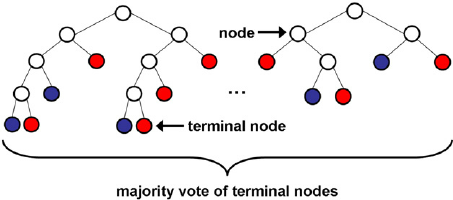 node
...
terminal node
majority vote of terminal nodes